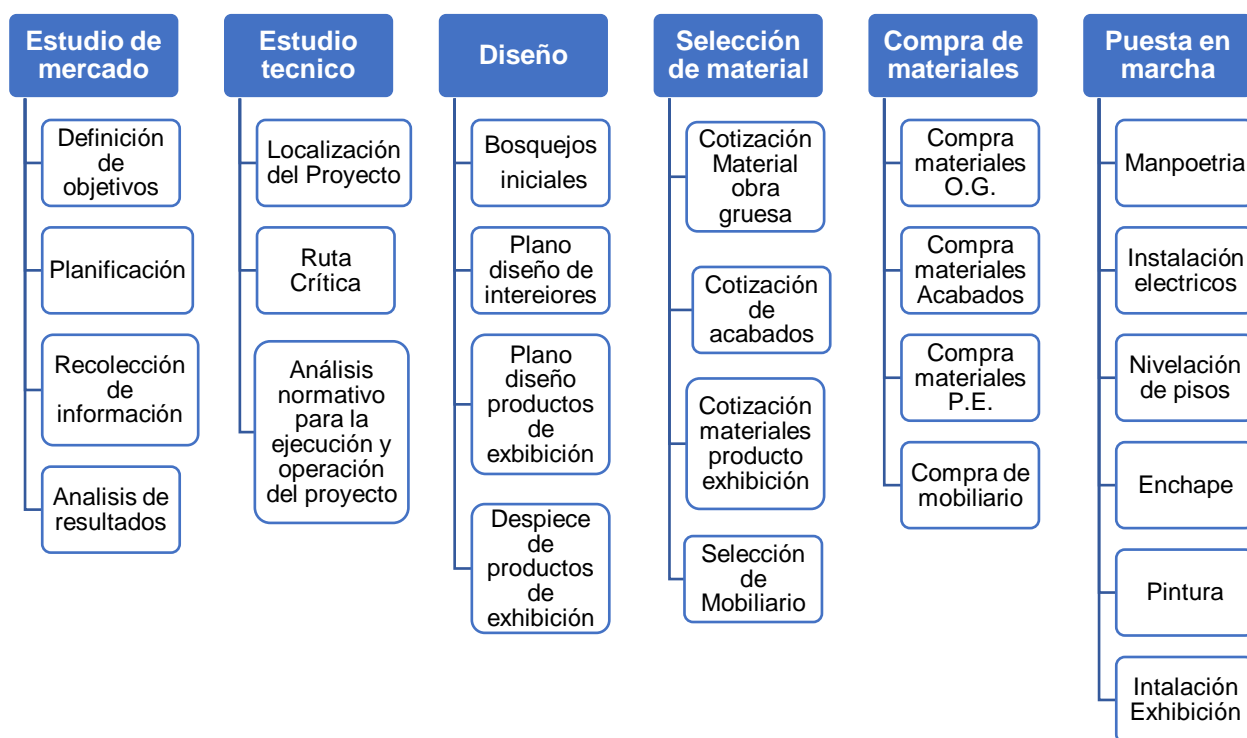 Estudio de
mercado
Definición
de
objetivos
Planificación
Recolección
de
información
Analisis de
resultados
Estudio
tecnico
Localización
del Proyecto
Ruta
Crítica
Análisis
normativo
para la
ejecución y
operación
del proyecto
Diseño
Bosquejos
iniciales
Plano
diseño de
intereiores
Plano
diseño
productos
de
exbibición
Despiece
de
productos
de
exhibición
Selección
de material
Cotización
Material
obra
gruesa
Cotización
de
acabados
Cotización
materiales
producto
exhibición
Selección
de
Mobiliario
Compra de
materiales
Compra
materiales
O.G.
Compra
materiales
Acabados
Compra
materiales
P.E.
Compra de
mobiliario
Puesta en
marcha
Manpoetria
Instalación
electricos
Nivelación
de pisos
Enchape
Pintura
Intalación
Exhibición